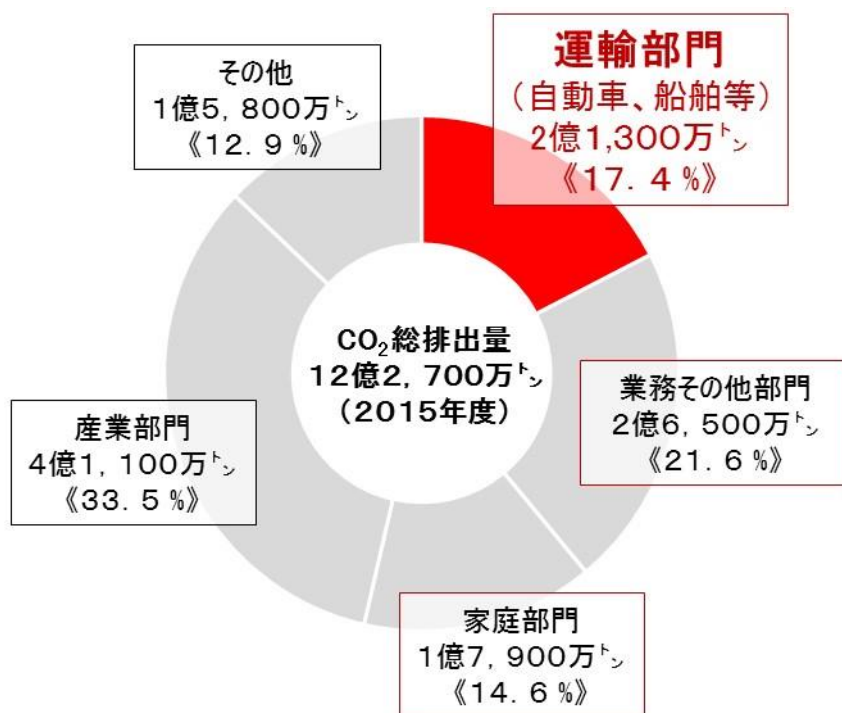 運輸部門
（自動車、船舶等）
2億1,300万㌧
《17.4%》
その他
1億5,800万㌧
《12.9%》
CO₂総排出量
12億2,700万㌧
（2015年度）
業務その他部門
2億6,500万㌧
《21.6%》
産業部門
4億1,100万㌧
《33.5%》
家庭部門
1億7,900万㌧
《14.6%》